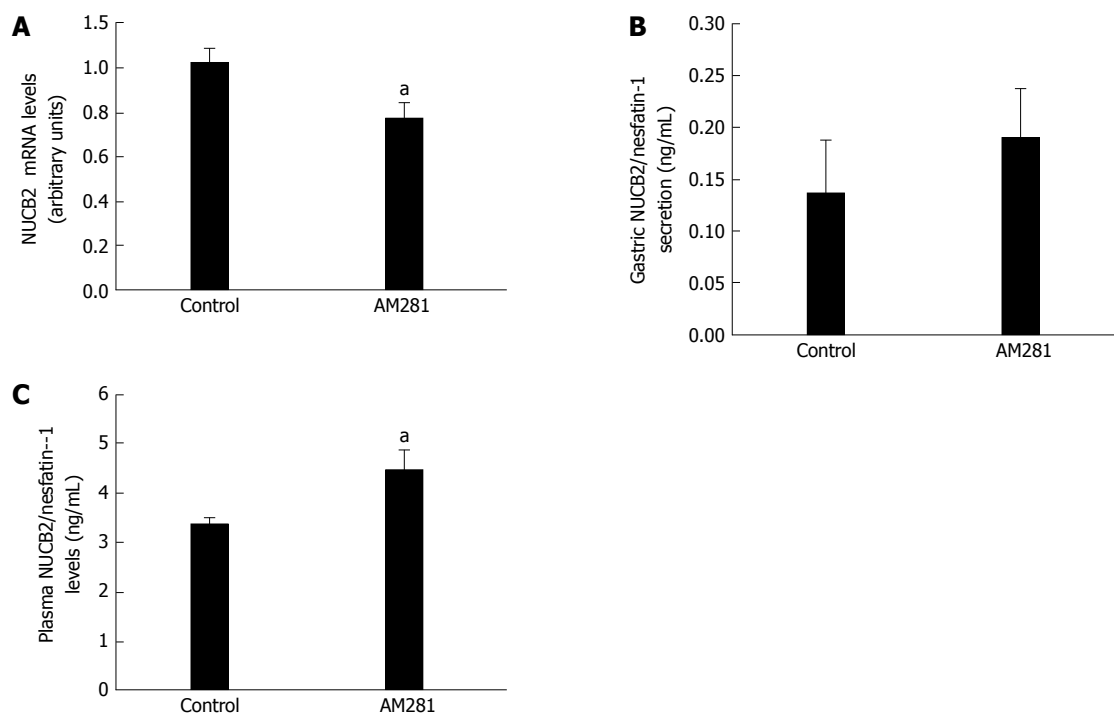 A
NUCB2 mRNA levels
(arbitrary units)
1.5
1.0
0.8
0.6
0.4
0.2
0.0
a
Control
AM281
B
Gastric NUCB2/nesfatin-1
secretion (ng/mL)
0.30
0.25
0.20
0.15
0.10
0.05
0.00
Control
AM281
C
Plasma NUCB2/nesfatin--1
levels (ng/mL)
6
5
4
3
2
1
0
a
Control
AM281